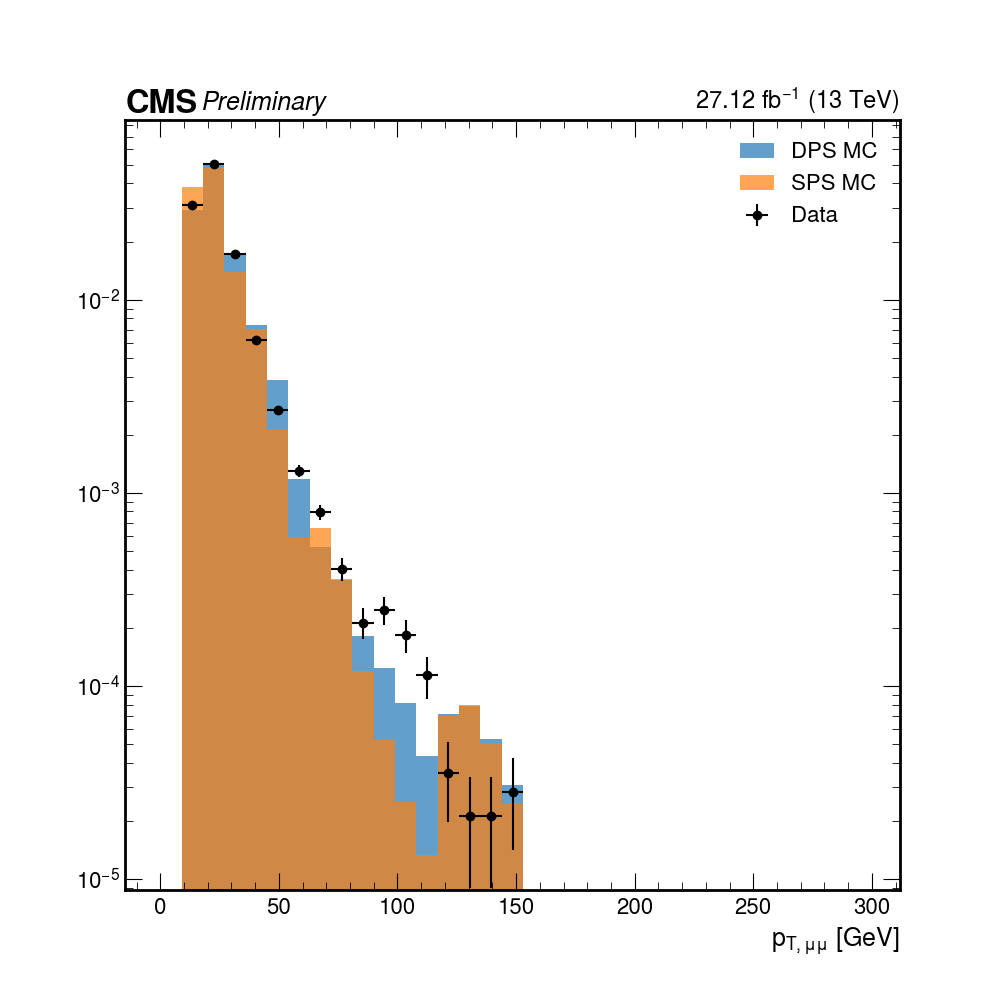 CMS Preliminary
27.12 fb⁻¹ (13 TeV)
DPS MC
SPS MC
Data
10⁻²
10⁻³
10⁻⁴
10⁻⁵
0 50 100 150 200 250 300
p_{T, μμ} [GeV]